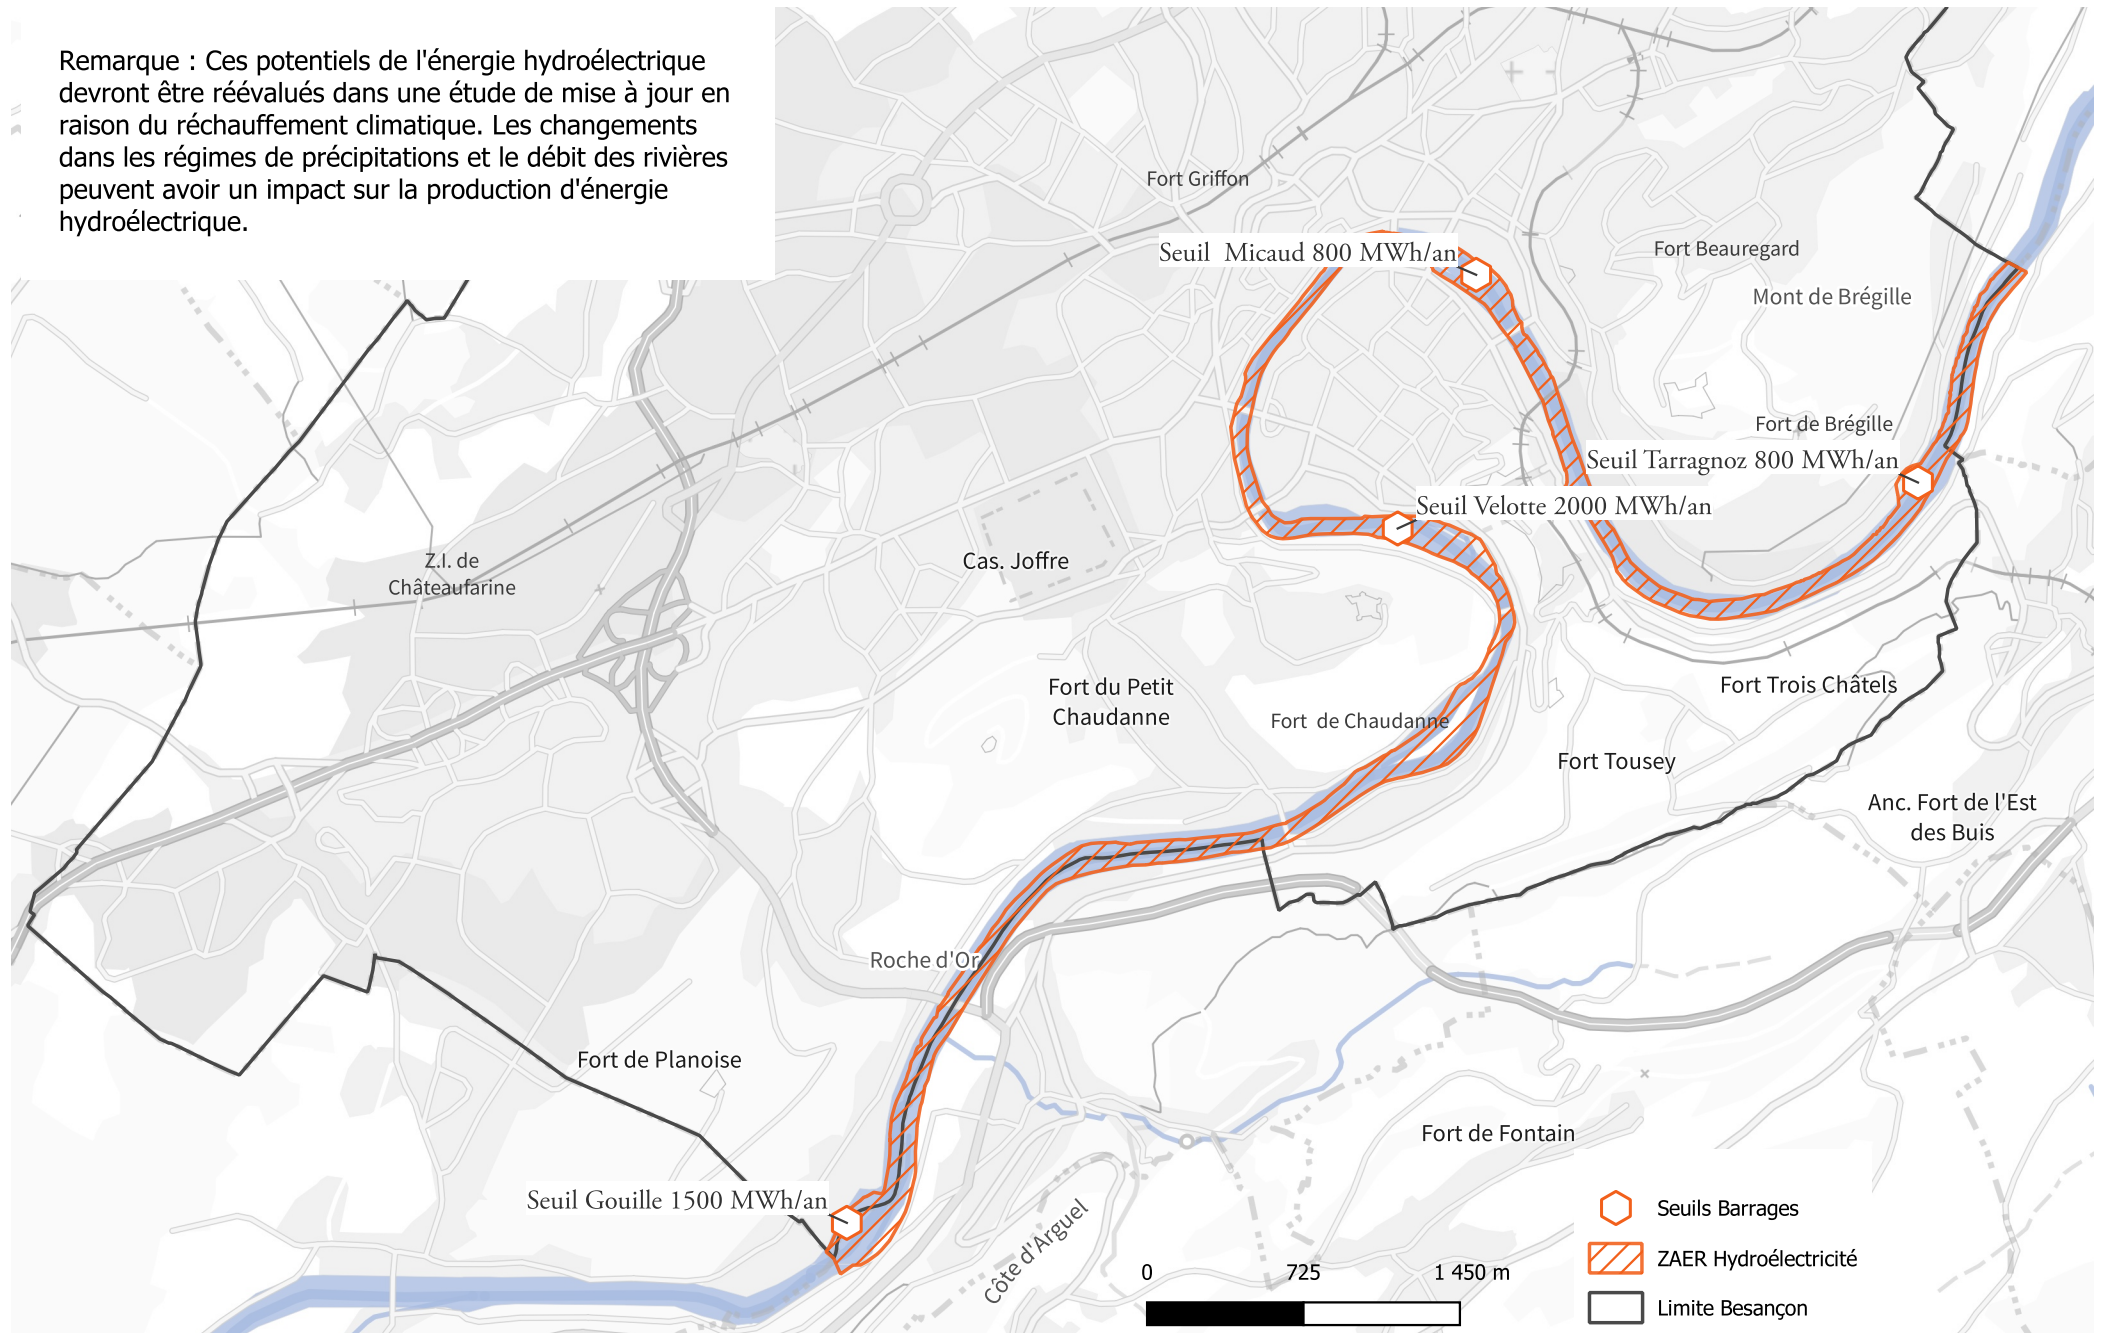 Remarque : Ces potentiels de l'énergie hydroélectrique
devront être réévalués dans une étude de mise à jour en
raison du réchauffement climatique. Les changements
dans les régimes de précipitations et le débit des rivières
peuvent avoir un impact sur la production d'énergie
hydroélectrique.
Fort Griffon
Seuil  Micaud 800 MWh/an
Fort Beauregard
Mont de Brégille
Fort de Brégille
Seuil Tarragnoz 800 MWh/an
Seuil Velotte 2000 MWh/an
Z.I. de
Châteaufarine
Cas. Joffre
Fort du Petit
Chaudanne
Fort  de Chaudanne
Fort Trois Châtels
Fort Tousey
Anc. Fort de l'Est
des Buis
Roche d'Or
Fort de Planoise
Fort de Fontain
Seuil Gouille 1500 MWh/an
Côte d'Arguel
0 725 1 450 m
Seuils Barrages
ZAER Hydroélectricité
Limite Besançon